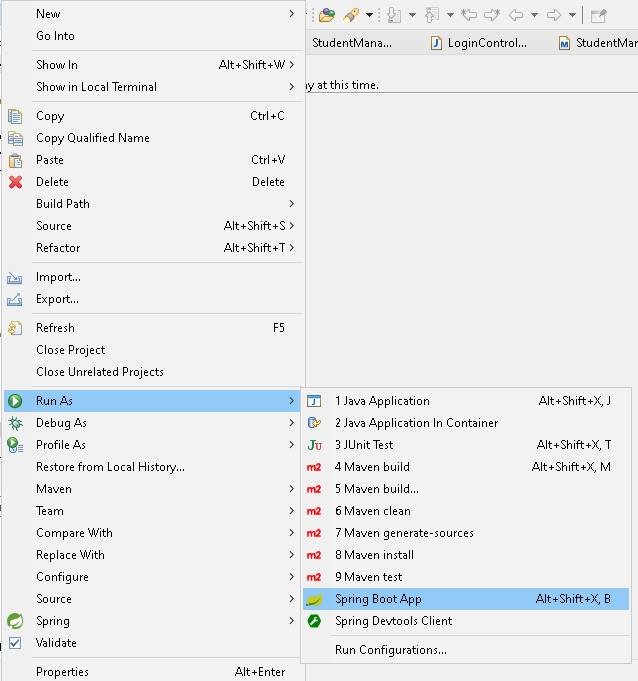 New
Go Into
Show In Alt+Shift+W
Show in Local Terminal
Copy Ctrl+C
Copy Qualified Name
Paste Ctrl+V
Delete Delete
Build Path
Source Alt+Shift+S
Refactor Alt+Shift+T
Import...
Export...
Refresh F5
Close Project
Close Unrelated Projects
Run As
Debug As
Profile As
Restore from Local History...
Maven
Team
Compare With
Replace With
Configure
Source
Spring
Validate
Properties Alt+Enter
StudentMana... LoginControl... StudentMar
y at this time.
1 Java Application Alt+Shift+X, J
2 Java Application In Container
3 JUnit Test Alt+Shift+X, T
4 Maven build Alt+Shift+X, M
5 Maven build...
6 Maven clean
7 Maven generate-sources
8 Maven install
9 Maven test
Spring Boot App Alt+Shift+X, B
Spring Devtools Client
Run Configurations...